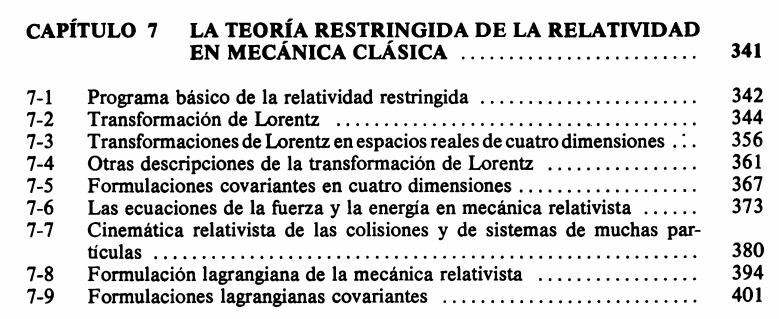 CAPÍTULO 7 LA TEORÍA RESTRINGIDA DE LA RELATIVIDAD
EN MECÁNICA CLÁSICA ........................ 341
7-1 Programa básico de la relatividad restringida ...................... 342
7-2 Transformación de Lorentz .................................... 344
7-3 Transformaciones de Lorentz en espacios reales de cuatro dimensiones ... 356
7-4 Otras descripciones de la transformación de Lorentz ................ 361
7-5 Formulaciones covariantes en cuatro dimensiones .................. 367
7-6 Las ecuaciones de la fuerza y la energía en mecánica relativista ...... 373
7-7 Cinemática relativista de las colisiones y de sistemas de muchas par-
tículas ....................................................... 380
7-8 Formulación lagrangiana de la mecánica relativista ................ 394
7-9 Formulaciones lagrangianas covariantes .......................... 401